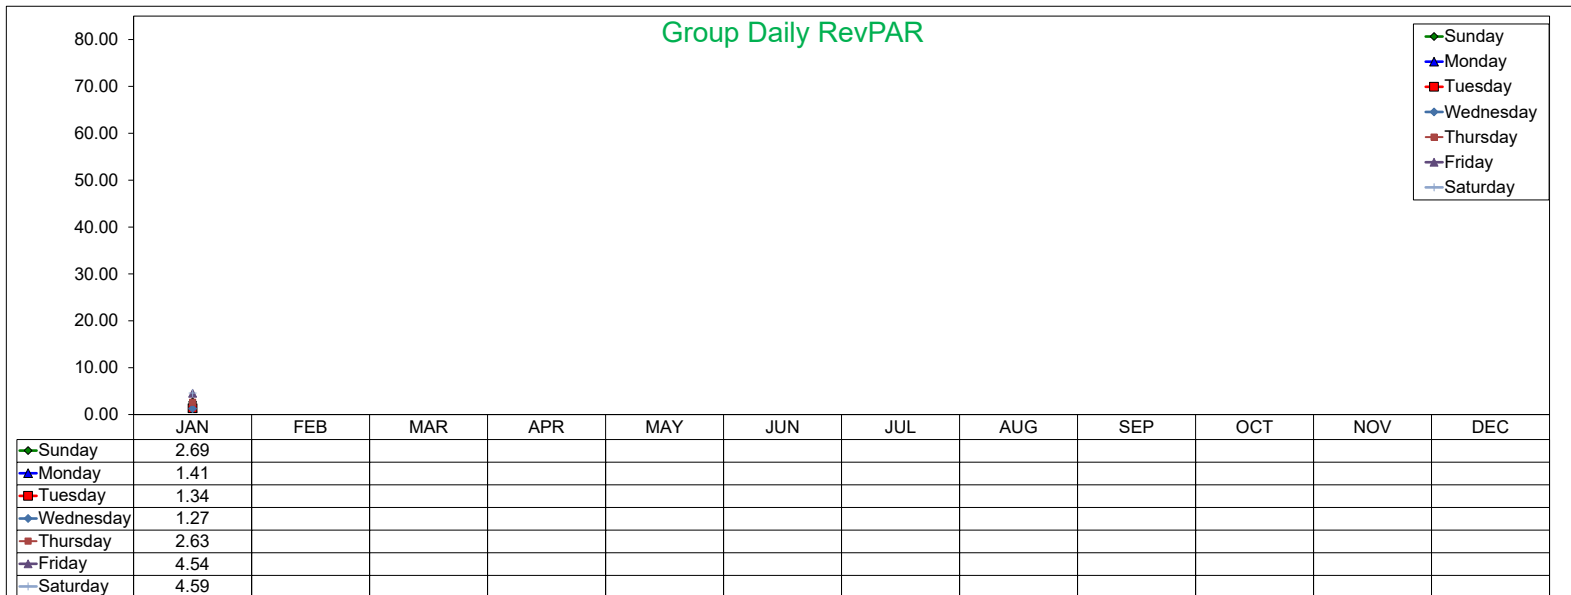 Group Daily RevPAR
80.00
70.00
60.00
50.00
40.00
30.00
20.00
10.00
0.00
Sunday
Monday
Tuesday
Wednesday
Thursday
Friday
Saturday
JAN FEB MAR APR MAY JUN JUL AUG SEP OCT NOV DEC
Sunday 2.69
Monday 1.41
Tuesday 1.34
Wednesday 1.27
Thursday 2.63
Friday 4.54
Saturday 4.59